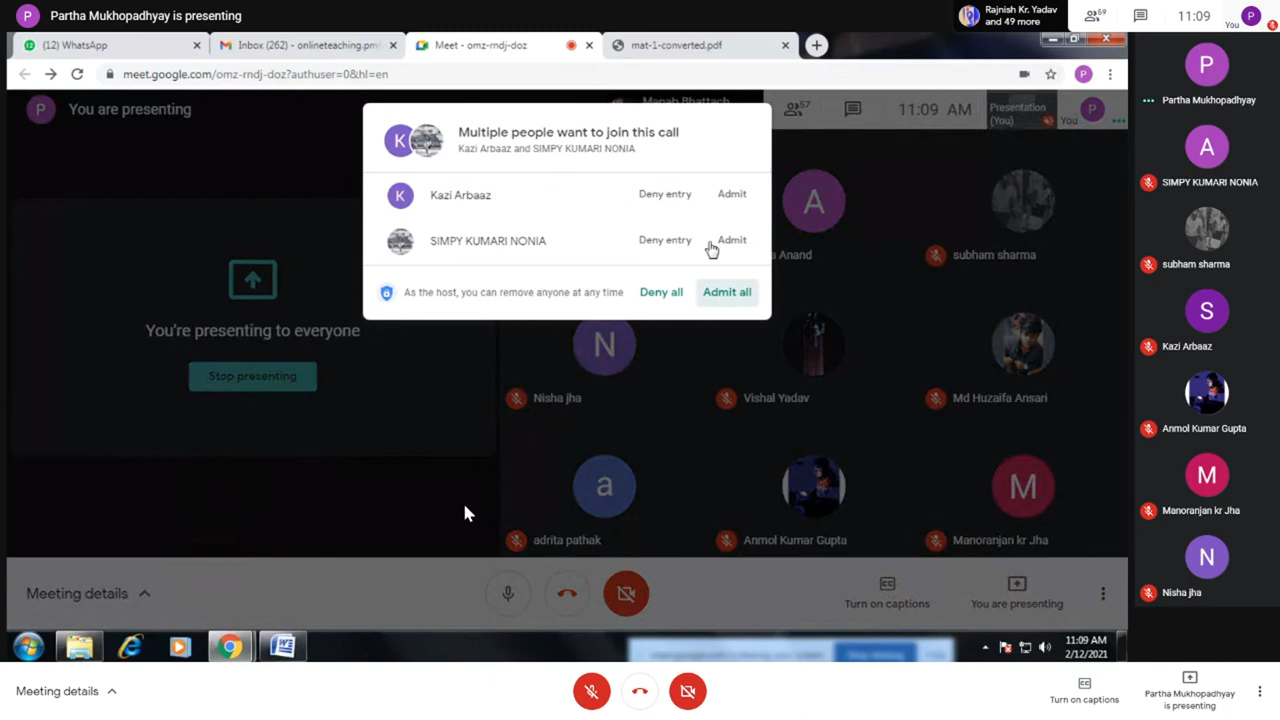 P
Partha Mukhopadhyay is presenting
Rajnish Kr. Yadav
and 49 more
59
11:09
You
P
(12) WhatsApp
Inbox (262) - onlineteaching.pm
Meet - omz-rndj-doz
mat-1-converted.pdf
meet.google.com/omz-rndj-doz?authuser=0&hl=en
P
P
You are presenting
Manab Bhattach
57
11:09 AM
Presentation
(You)
You
P
K
Multiple people want to join this call
Kazi Arbaaz and SIMPY KUMARI NONIA
K
Kazi Arbaaz
Deny entry
Admit
SIMPY KUMARI NONIA
Deny entry
Admit
As the host, you can remove anyone at any time
Deny all
Admit all
You're presenting to everyone
Stop presenting
A
Anand
subham sharma
N
Nisha jha
Vishal Yadav
Md Huzaifa Ansari
a
adrita pathak
Anmol Kumar Gupta
M
Manoranjan kr Jha
Meeting details
Turn on captions
You are presenting
11:09 AM
2/12/2021
P
Partha Mukhopadhyay
A
SIMPY KUMARI NONIA
subham sharma
S
Kazi Arbaaz
Anmol Kumar Gupta
M
Manoranjan kr Jha
N
Nisha jha
Meeting details
Turn on captions
Partha Mukhopadhyay
is presenting